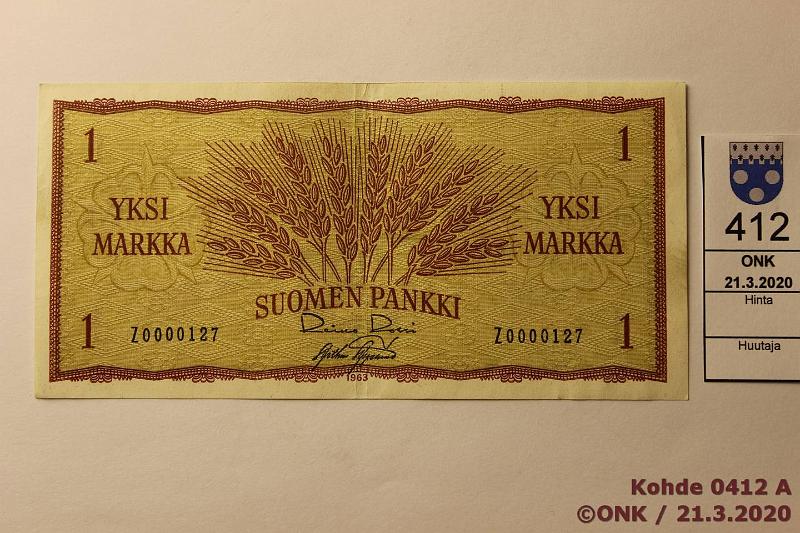 1
1
YKSI
MARKKA
YKSI
MARKKA
SUOMEN PANKKI
1
Z0000127
Z0000127
1
1963
412
ONK
21.3.2020
Hinta
Huutaja
Kohde 0412 A
©ONK / 21.3.2020